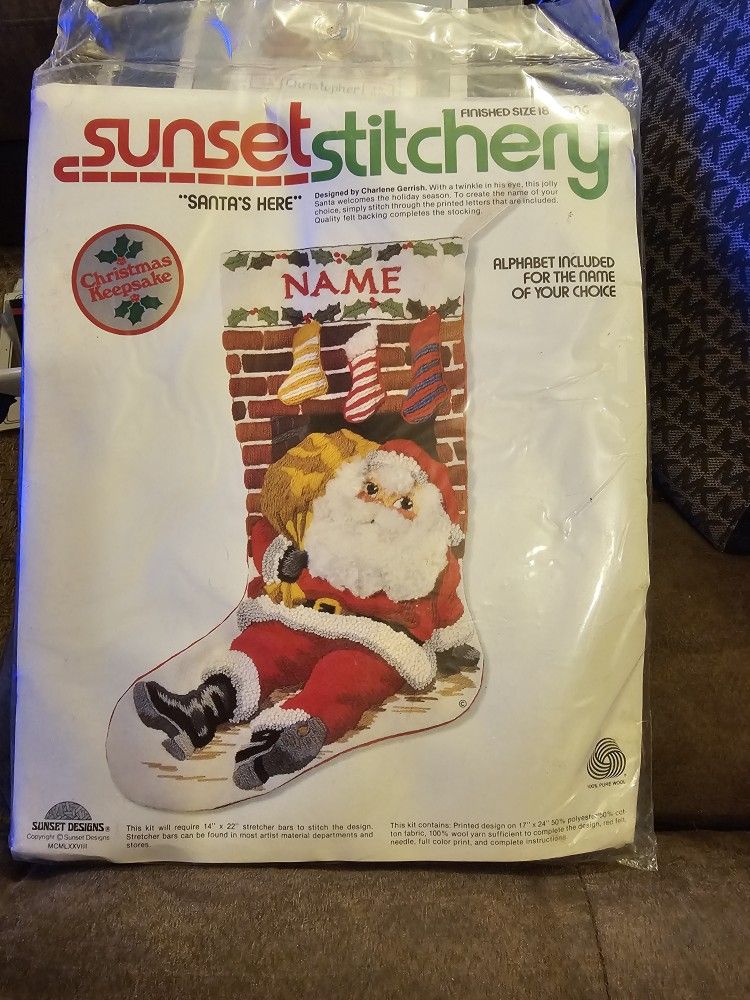 Christopher
FINISHED SIZE 18" LONG
sunset stitchery
"SANTA'S HERE"
Designed by Charlene Gerrish. With a twinkle in his eye, this jolly
Santa welcomes the holiday season. To create the name of your
choice, simply stitch through the printed letters that are included.
Quality felt backing completes the stocking.
Christmas
Keepsake
ALPHABET INCLUDED
FOR THE NAME
OF YOUR CHOICE
NAME
©
100% PURE WOOL
SUNSET DESIGNS®
Copyright © Sunset Designs
MCMLXXVIII
This kit will require 14" x 22" stretcher bars to stitch the design.
Stretcher bars can be found in most artist material departments and
stores.
This kit contains: Printed design on 17" x 24" 50% polyester/50% cot-
ton fabric, 100% wool yarn sufficient to complete the design, red felt,
needle, full color print, and complete instructions.